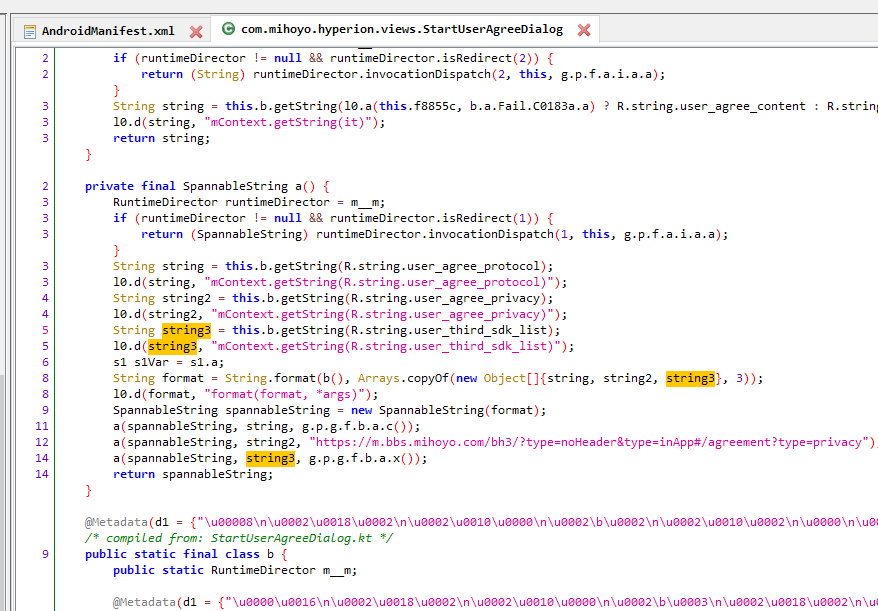 AndroidManifest.xml com.mihoyo.hyperion.views.StartUserAgreeDialog
2 if (runtimeDirector != null && runtimeDirector.isRedirect(2)) {
2 return (String) runtimeDirector.invocationDispatch(2, this, g.p.f.a.i.a.a);
}
3 String string = this.b.getString(l0.a(this.f8855c, b.a.Fail.C0183a.a) ? R.string.user_agree_content : R.string
3 l0.d(string, "mContext.getString(it)");
3 return string;
}
2 private final SpannableString a() {
3 RuntimeDirector runtimeDirector = m__m;
3 if (runtimeDirector != null && runtimeDirector.isRedirect(1)) {
3 return (SpannableString) runtimeDirector.invocationDispatch(1, this, g.p.f.a.i.a.a);
}
3 String string = this.b.getString(R.string.user_agree_protocol);
3 l0.d(string, "mContext.getString(R.string.user_agree_protocol)");
4 String string2 = this.b.getString(R.string.user_agree_privacy);
4 l0.d(string2, "mContext.getString(R.string.user_agree_privacy)");
5 String string3 = this.b.getString(R.string.user_third_sdk_list);
5 l0.d(string3, "mContext.getString(R.string.user_third_sdk_list)");
6 s1 s1Var = s1.a;
8 String format = String.format(b(), Arrays.copyOf(new Object[]{string, string2, string3}, 3));
8 l0.d(format, "format(format, *args)");
9 SpannableString spannableString = new SpannableString(format);
11 a(spannableString, string, g.p.g.f.b.a.c());
12 a(spannableString, string2, "https://m.bbs.mihoyo.com/bh3/?type=noHeader&type=inApp#/agreement?type=privacy")
14 a(spannableString, string3, g.p.g.f.b.a.x());
14 return spannableString;
}
@Metadata(d1 = {"\u00008\n\u0002\u0018\u0002\n\u0002\u0010\u0000\n\u0002\b\u0002\n\u0002\u0010\u0002\n\u0000\n\u0
/* compiled from: StartUserAgreeDialog.kt */
9 public static final class b {
public static RuntimeDirector m__m;
@Metadata(d1 = {"\u0000\u0016\n\u0002\u0018\u0002\n\u0002\u0010\u0000\n\u0002\b\u0003\n\u0002\u0018\u0002\n\u0